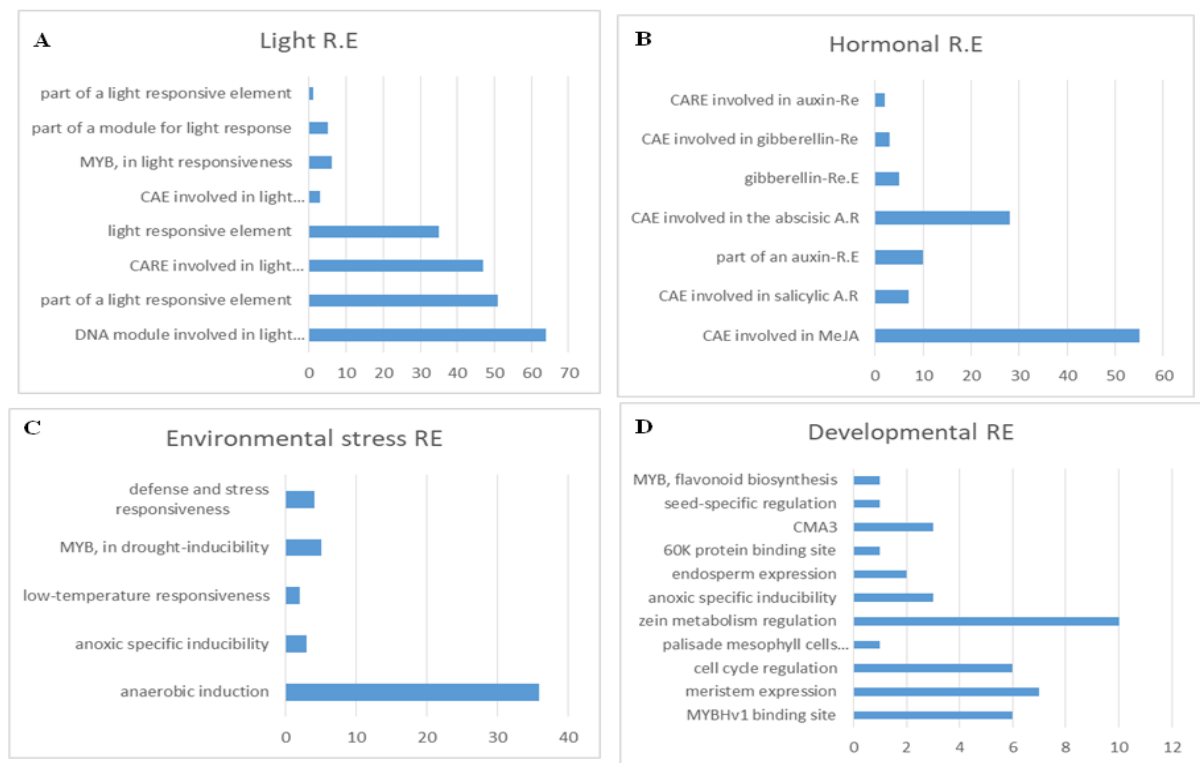 A
Light R.E
part of a light responsive element
part of a module for light response
MYB, in light responsiveness
CAE involved in light...
light responsive element
CARE involved in light...
part of a light responsive element
DNA module involved in light...
0 10 20 30 40 50 60 70
B
Hormonal R.E
CARE involved in auxin-Re
CAE involved in gibberellin-Re
gibberellin-Re.E
CAE involved in the abscisic A.R
part of an auxin-R.E
CAE involved in salicylic A.R
CAE involved in MeJA
0 10 20 30 40 50 60
C
Environmental stress RE
defense and stress
responsiveness
MYB, in drought-inducibility
low-temperature responsiveness
anoxic specific inducibility
anaerobic induction
0 10 20 30 40
D
Developmental RE
MYB, flavonoid biosynthesis
seed-specific regulation
CMA3
60K protein binding site
endosperm expression
anoxic specific inducibility
zein metabolism regulation
palisade mesophyll cells...
cell cycle regulation
meristem expression
MYBHv1 binding site
0 2 4 6 8 10 12